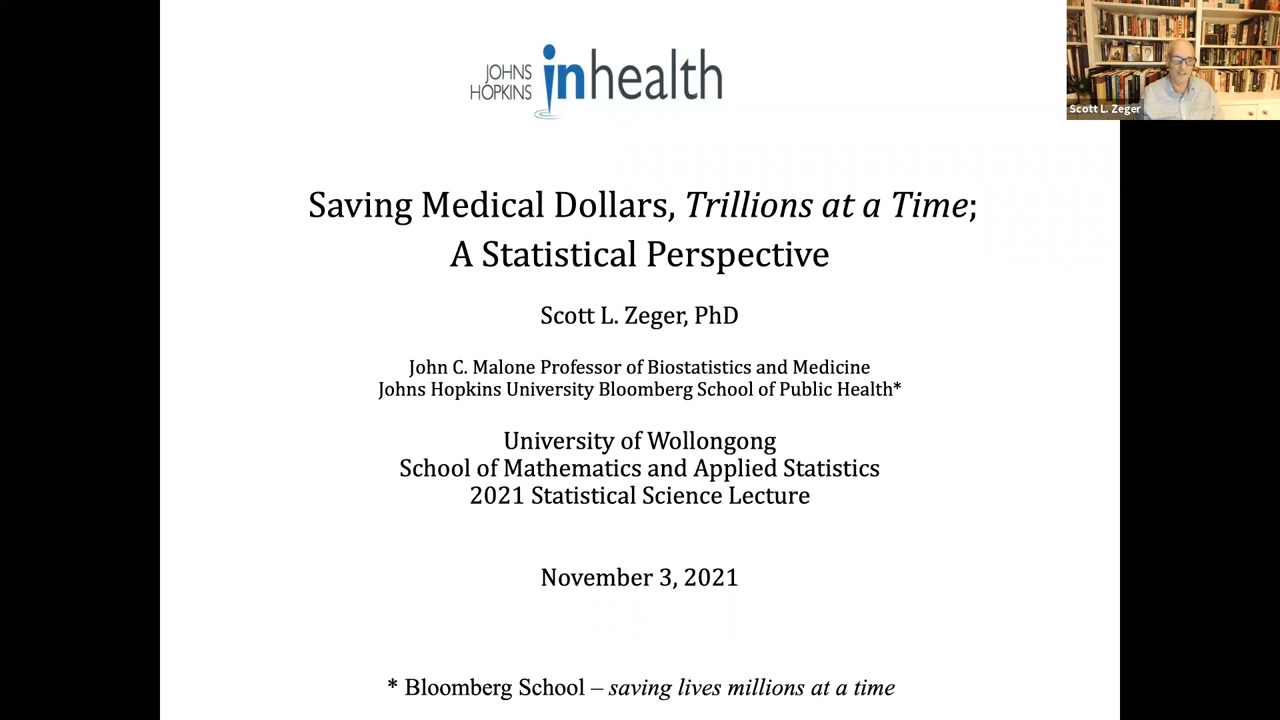 JOHNS
HOPKINS
inhealth
Scott L. Zeger
Saving Medical Dollars, Trillions at a Time;
A Statistical Perspective
Scott L. Zeger, PhD
John C. Malone Professor of Biostatistics and Medicine
Johns Hopkins University Bloomberg School of Public Health*
University of Wollongong
School of Mathematics and Applied Statistics
2021 Statistical Science Lecture
November 3, 2021
* Bloomberg School – saving lives millions at a time